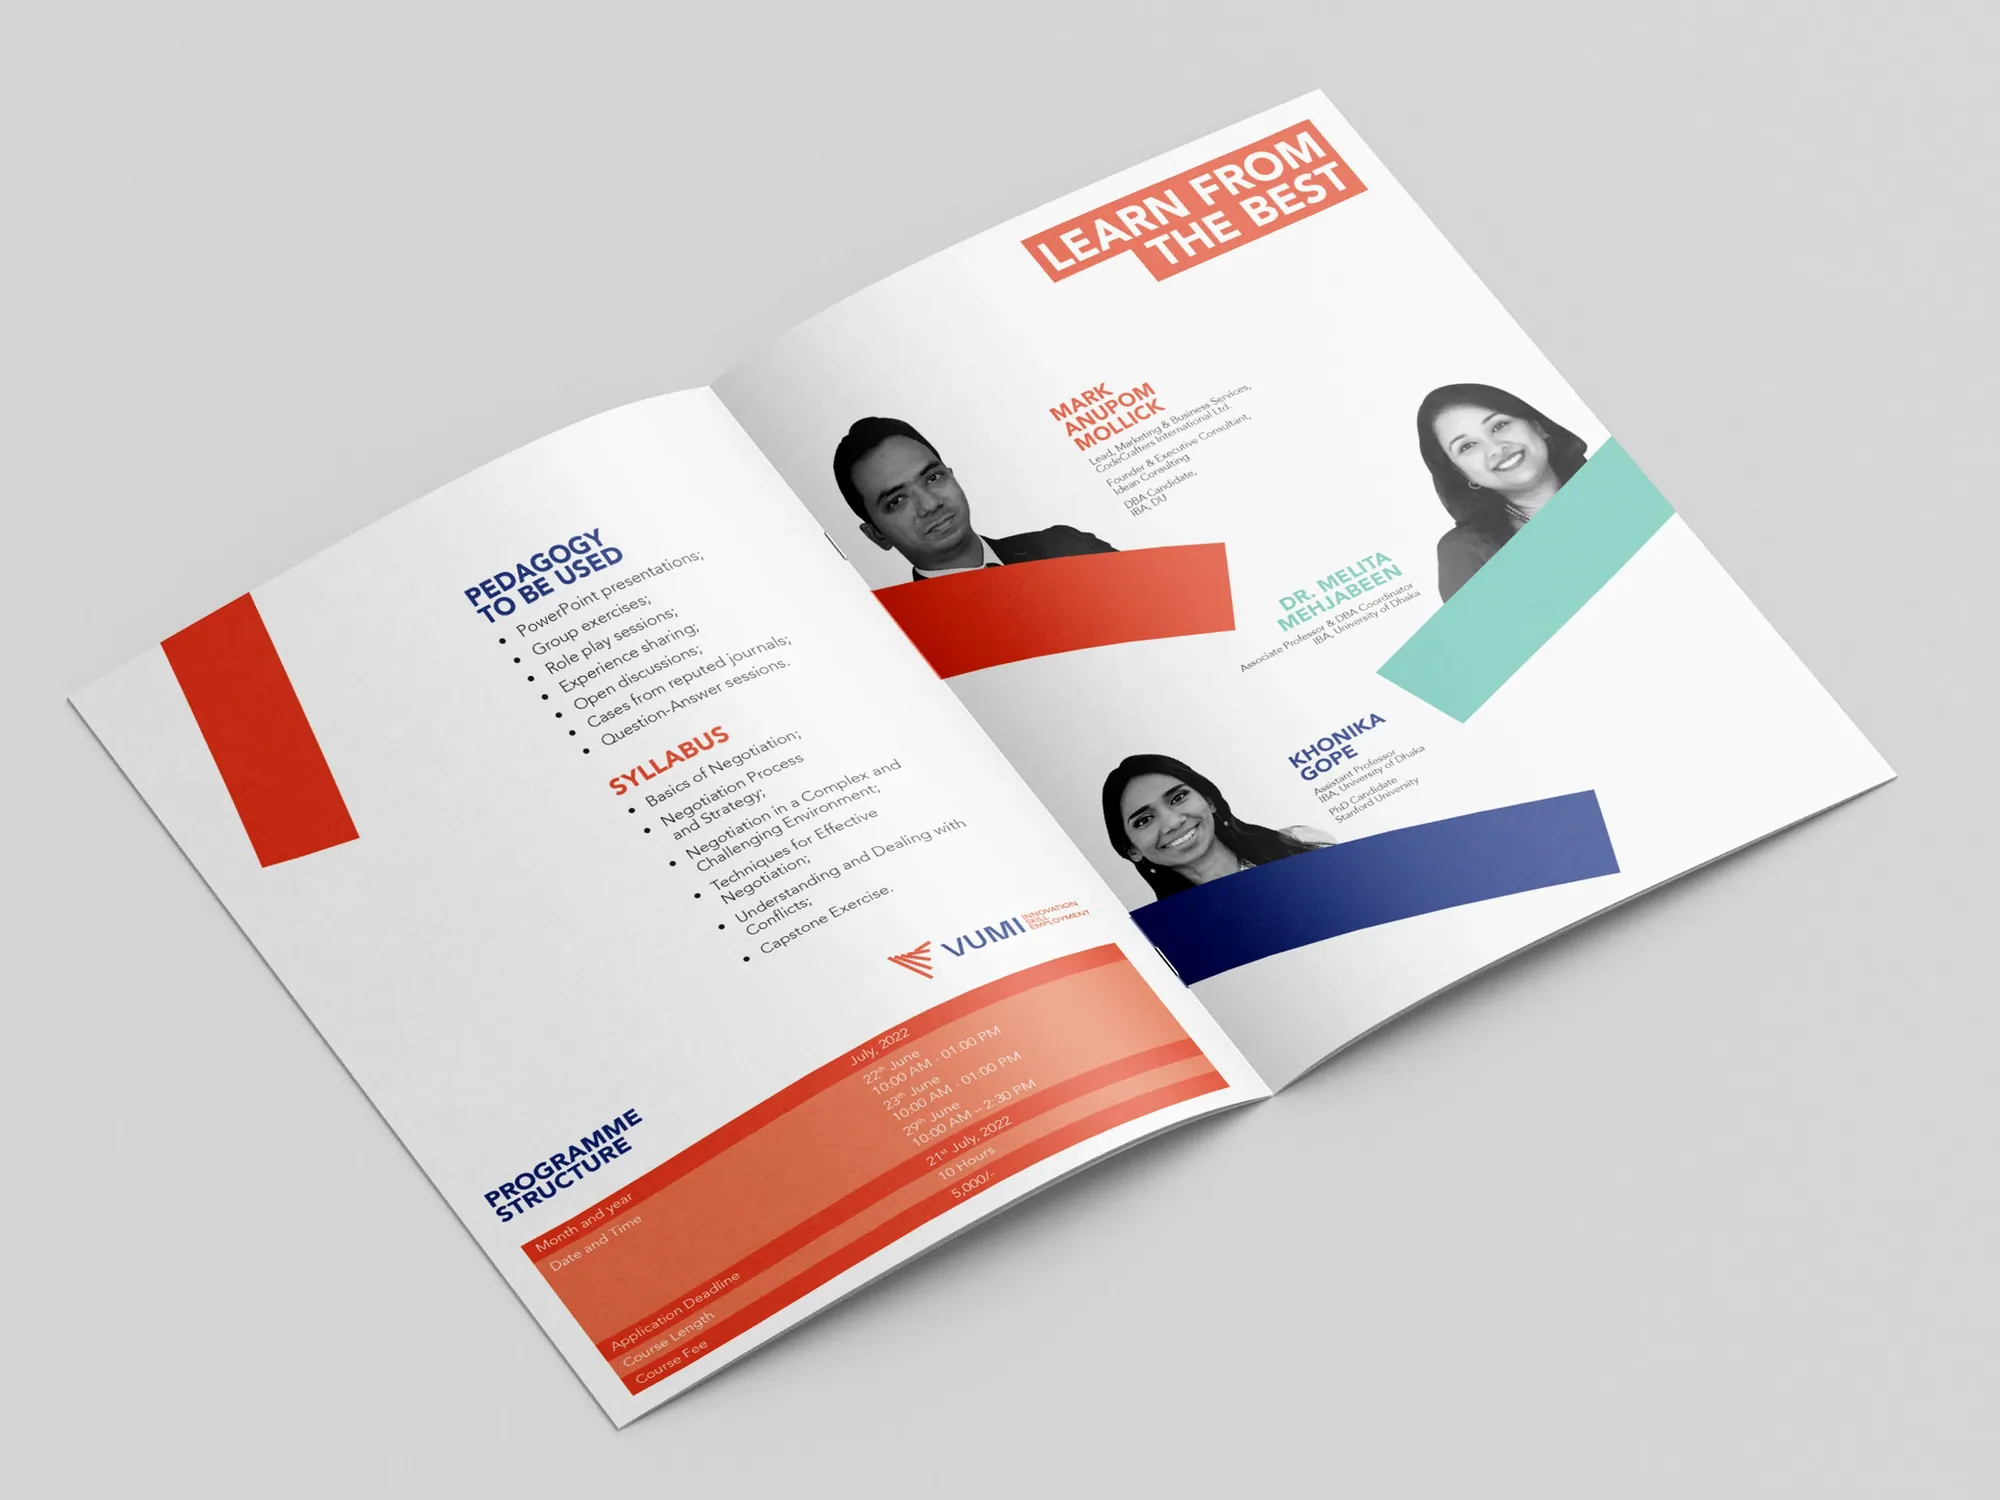 PEDAGOGY
TO BE USED
• PowerPoint presentations;
• Group exercises;
• Role play sessions;
• Experience sharing;
• Open discussions;
• Cases from reputed journals;
• Question-Answer sessions.
SYLLABUS
• Basics of Negotiation;
• Negotiation Process
and Strategy;
• Negotiation in a Complex and
Challenging Environment;
• Techniques for Effective
Negotiation;
• Understanding and Dealing with
Conflicts;
• Capstone Exercise.
VUMI
INNOVATION
SKILL
EMPLOYMENT
PROGRAMME
STRUCTURE
Month and year July, 2022
Date and Time 22th June
10:00 AM - 01:00 PM
23th June
10:00 AM - 01:00 PM
29th June
10:00 AM – 2:30 PM
Application Deadline 21st July, 2022
Course Length 10 Hours
Course Fee 5,000/-
LEARN FROM
THE BEST
MARK
ANUPOM
MOLLICK
Lead, Marketing & Business Services,
CodeCrafters International Ltd.
Founder & Executive Consultant,
Idean Consulting
DBA Candidate,
IBA, DU
DR. MELITA
MEHJABEEN
Associate Professor & DBA Coordinator
IBA, University of Dhaka
KHONIKA
GOPE
Assistant Professor
IBA, University of Dhaka
PhD Candidate
Stanford University